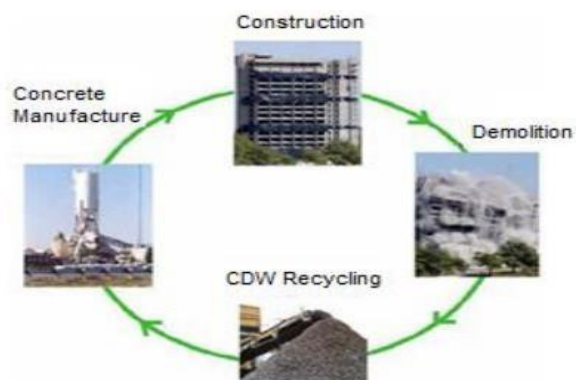 Construction
Concrete
Manufacture
Demolition
CDW Recycling